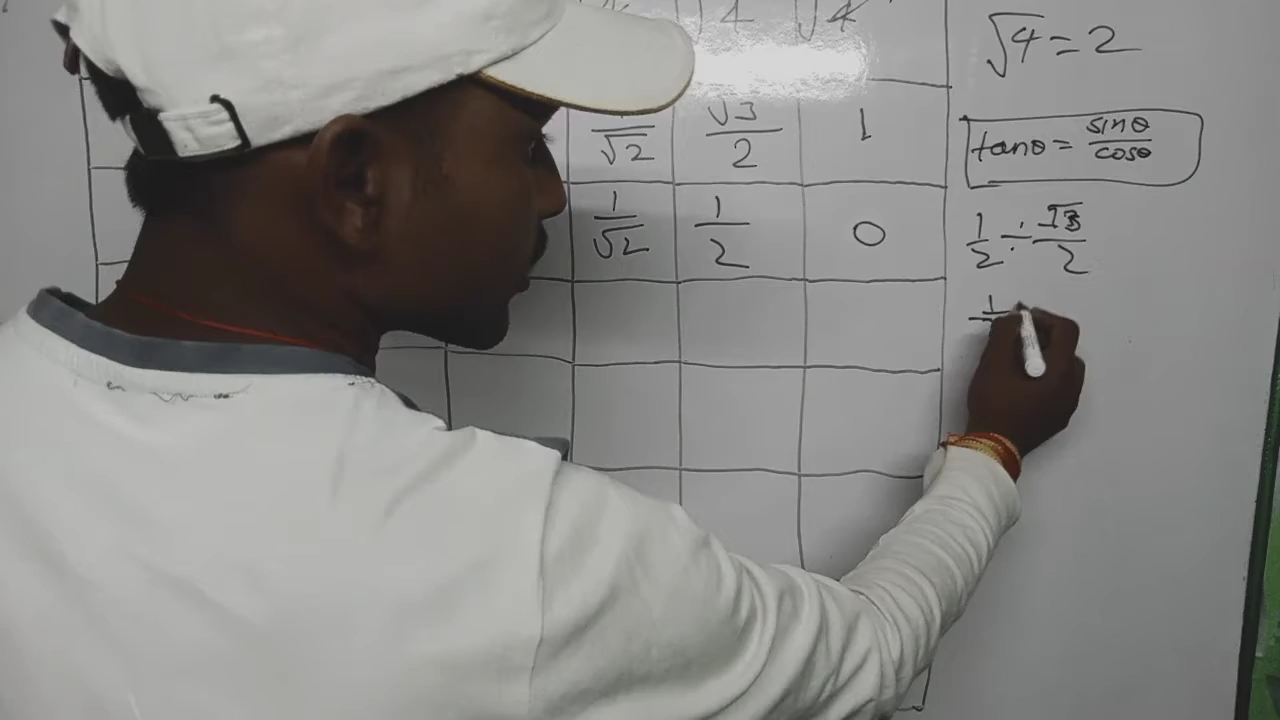 √4 √4
√4 = 2
1/√2 √3/2 1
tanθ = sinθ/cosθ
1/√2 1/2 0
1/2 ÷ √3/2
1